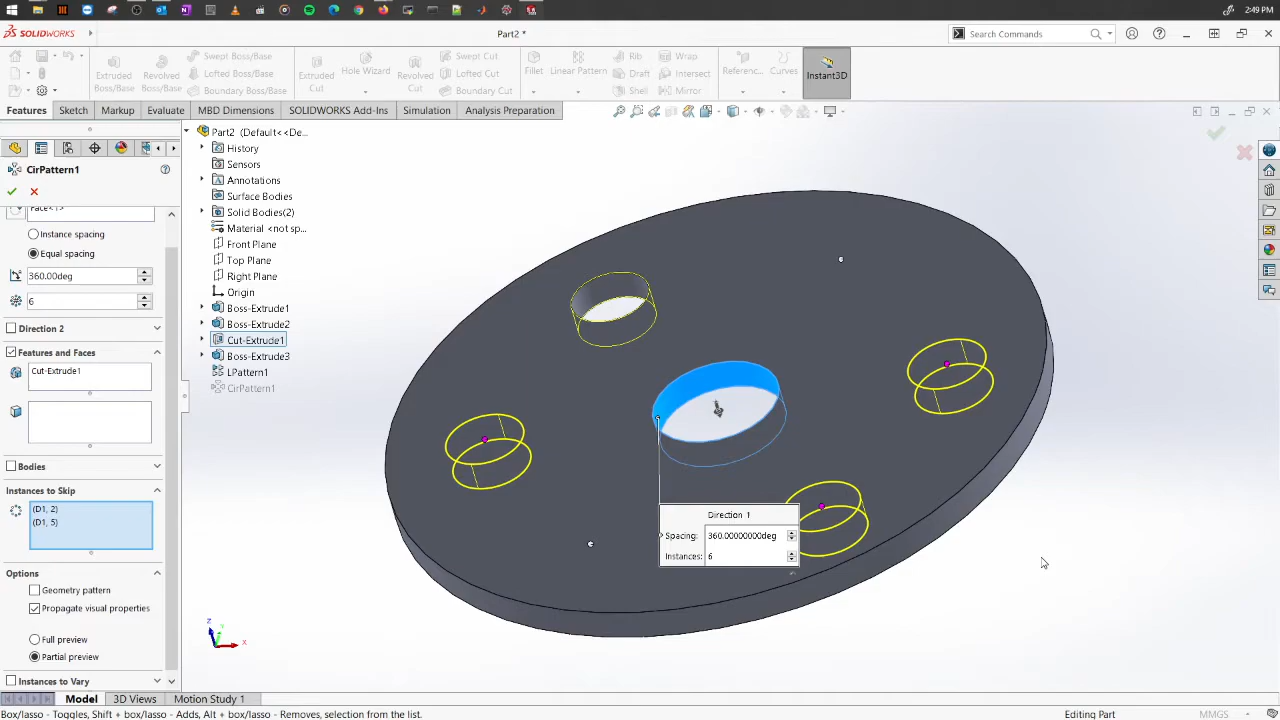 2:49 PM
SOLIDWORKS
Part2 *
Search Commands
Extruded Boss/Base
Revolved Boss/Base
Swept Boss/Base
Lofted Boss/Base
Boundary Boss/Base
Extruded Cut
Hole Wizard
Revolved Cut
Swept Cut
Lofted Cut
Boundary Cut
Fillet
Linear Pattern
Rib
Draft
Shell
Wrap
Intersect
Mirror
Referenc...
Curves
Instant3D
Features
Sketch
Markup
Evaluate
MBD Dimensions
SOLIDWORKS Add-Ins
Simulation
Analysis Preparation
CirPattern1
Face<1>
Instance spacing
Equal spacing
360.00deg
6
Direction 2
Features and Faces
Cut-Extrude1
Bodies
Instances to Skip
(D1, 2)
(D1, 5)
Options
Geometry pattern
Propagate visual properties
Full preview
Partial preview
Instances to Vary
Part2 (Default<<De...
History
Sensors
Annotations
Surface Bodies
Solid Bodies(2)
Material <not sp...
Front Plane
Top Plane
Right Plane
Origin
Boss-Extrude1
Boss-Extrude2
Cut-Extrude1
Boss-Extrude3
LPattern1
CirPattern1
Direction 1
Spacing: 360.00000000deg
Instances: 6
Z
Y
X
Model
3D Views
Motion Study 1
Box/lasso - Toggles, Shift + box/lasso - Adds, Alt + box/lasso - Removes, selection from the list.
Editing Part
MMGS